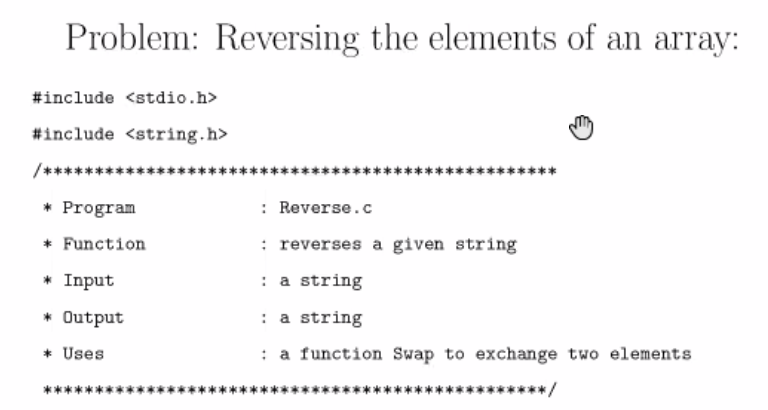 Problem: Reversing the elements of an array:
#include <stdio.h>
#include <string.h>
/**************************************************
* Program : Reverse.c
* Function : reverses a given string
* Input : a string
* Output : a string
* Uses : a function Swap to exchange two elements
*************************************************/